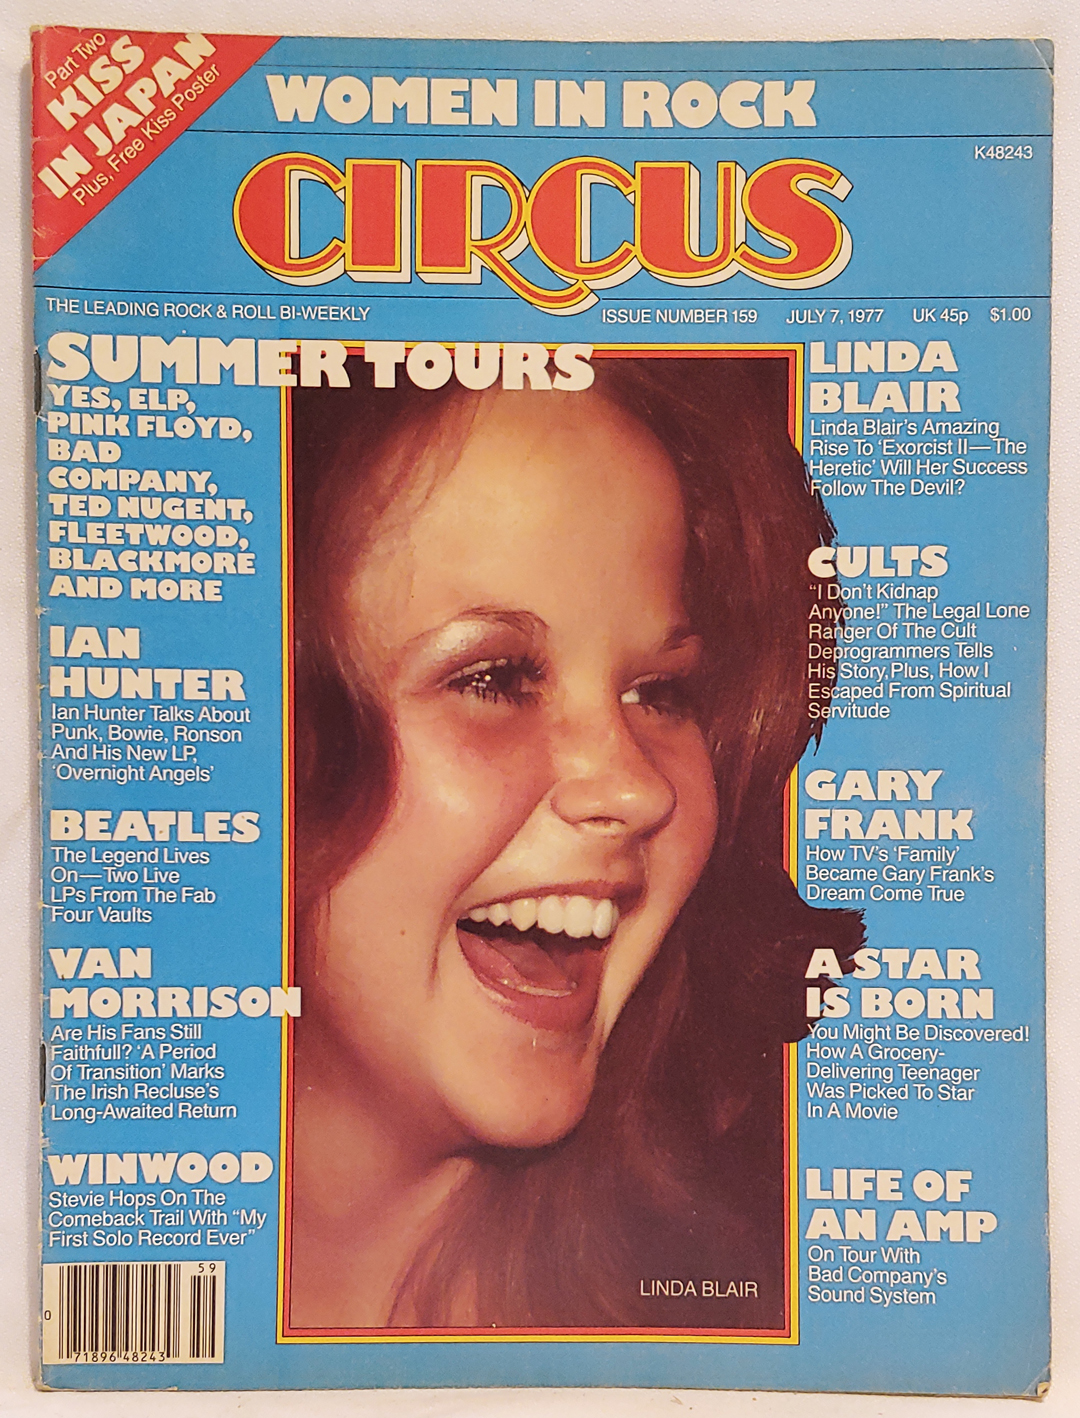 Part Two
KISS
IN JAPAN
Plus, Free Kiss Poster
WOMEN IN ROCK
K48243
CIRCUS
THE LEADING ROCK & ROLL BI-WEEKLY
ISSUE NUMBER 159 JULY 7, 1977 UK 45p $1.00
SUMMER TOURS
YES, ELP,
PINK FLOYD,
BAD
COMPANY,
TED NUGENT,
FLEETWOOD,
BLACKMORE
AND MORE
IAN
HUNTER
Ian Hunter Talks About
Punk, Bowie, Ronson
And His New LP,
'Overnight Angels'
BEATLES
The Legend Lives
On—Two Live
LPs From The Fab
Four Vaults
VAN
MORRISON
Are His Fans Still
Faithfull? 'A Period
Of Transition' Marks
The Irish Recluse's
Long-Awaited Return
WINWOOD
Stevie Hops On The
Comeback Trail With "My
First Solo Record Ever"
59
0
71896 48243
LINDA
BLAIR
Linda Blair's Amazing
Rise To 'Exorcist II—The
Heretic' Will Her Success
Follow The Devil?
CULTS
"I Don't Kidnap
Anyone!" The Legal Lone
Ranger Of The Cult
Deprogrammers Tells
His Story, Plus, How I
Escaped From Spiritual
Servitude
GARY
FRANK
How TV's 'Family'
Became Gary Frank's
Dream Come True
A STAR
IS BORN
You Might Be Discovered!
How A Grocery-
Delivering Teenager
Was Picked To Star
In A Movie
LIFE OF
AN AMP
On Tour With
Bad Company's
Sound System
LINDA BLAIR